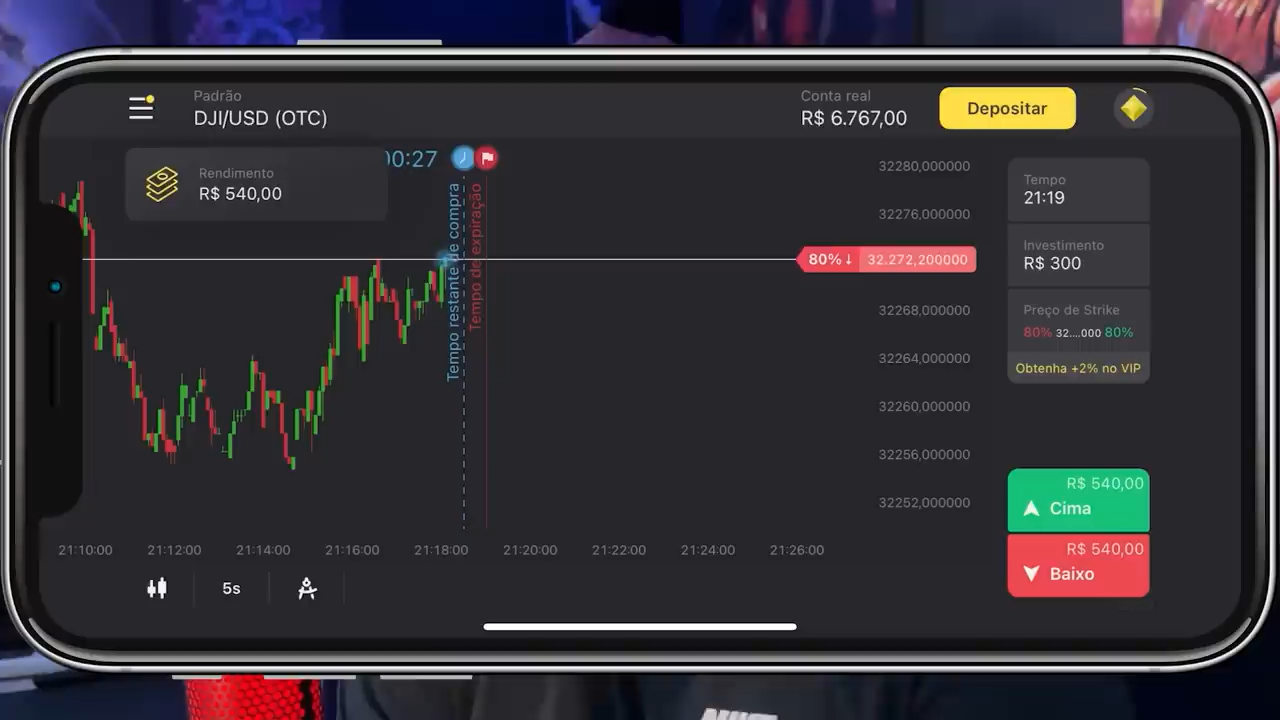 Padrão
DJI/USD (OTC)
Conta real
R$ 6.767,00
Depositar
Rendimento
R$ 540,00
00:27
Tempo restante de compra
Tempo de expiração
32280,000000
32276,000000
80%↓ 32.272,200000
32268,000000
32264,000000
32260,000000
32256,000000
32252,000000
21:10:00 21:12:00 21:14:00 21:16:00 21:18:00 21:20:00 21:22:00 21:24:00 21:26:00
5s
Tempo
21:19
Investimento
R$ 300
Preço de Strike
80% 32....000 80%
Obtenha +2% no VIP
R$ 540,00
Cima
R$ 540,00
Baixo